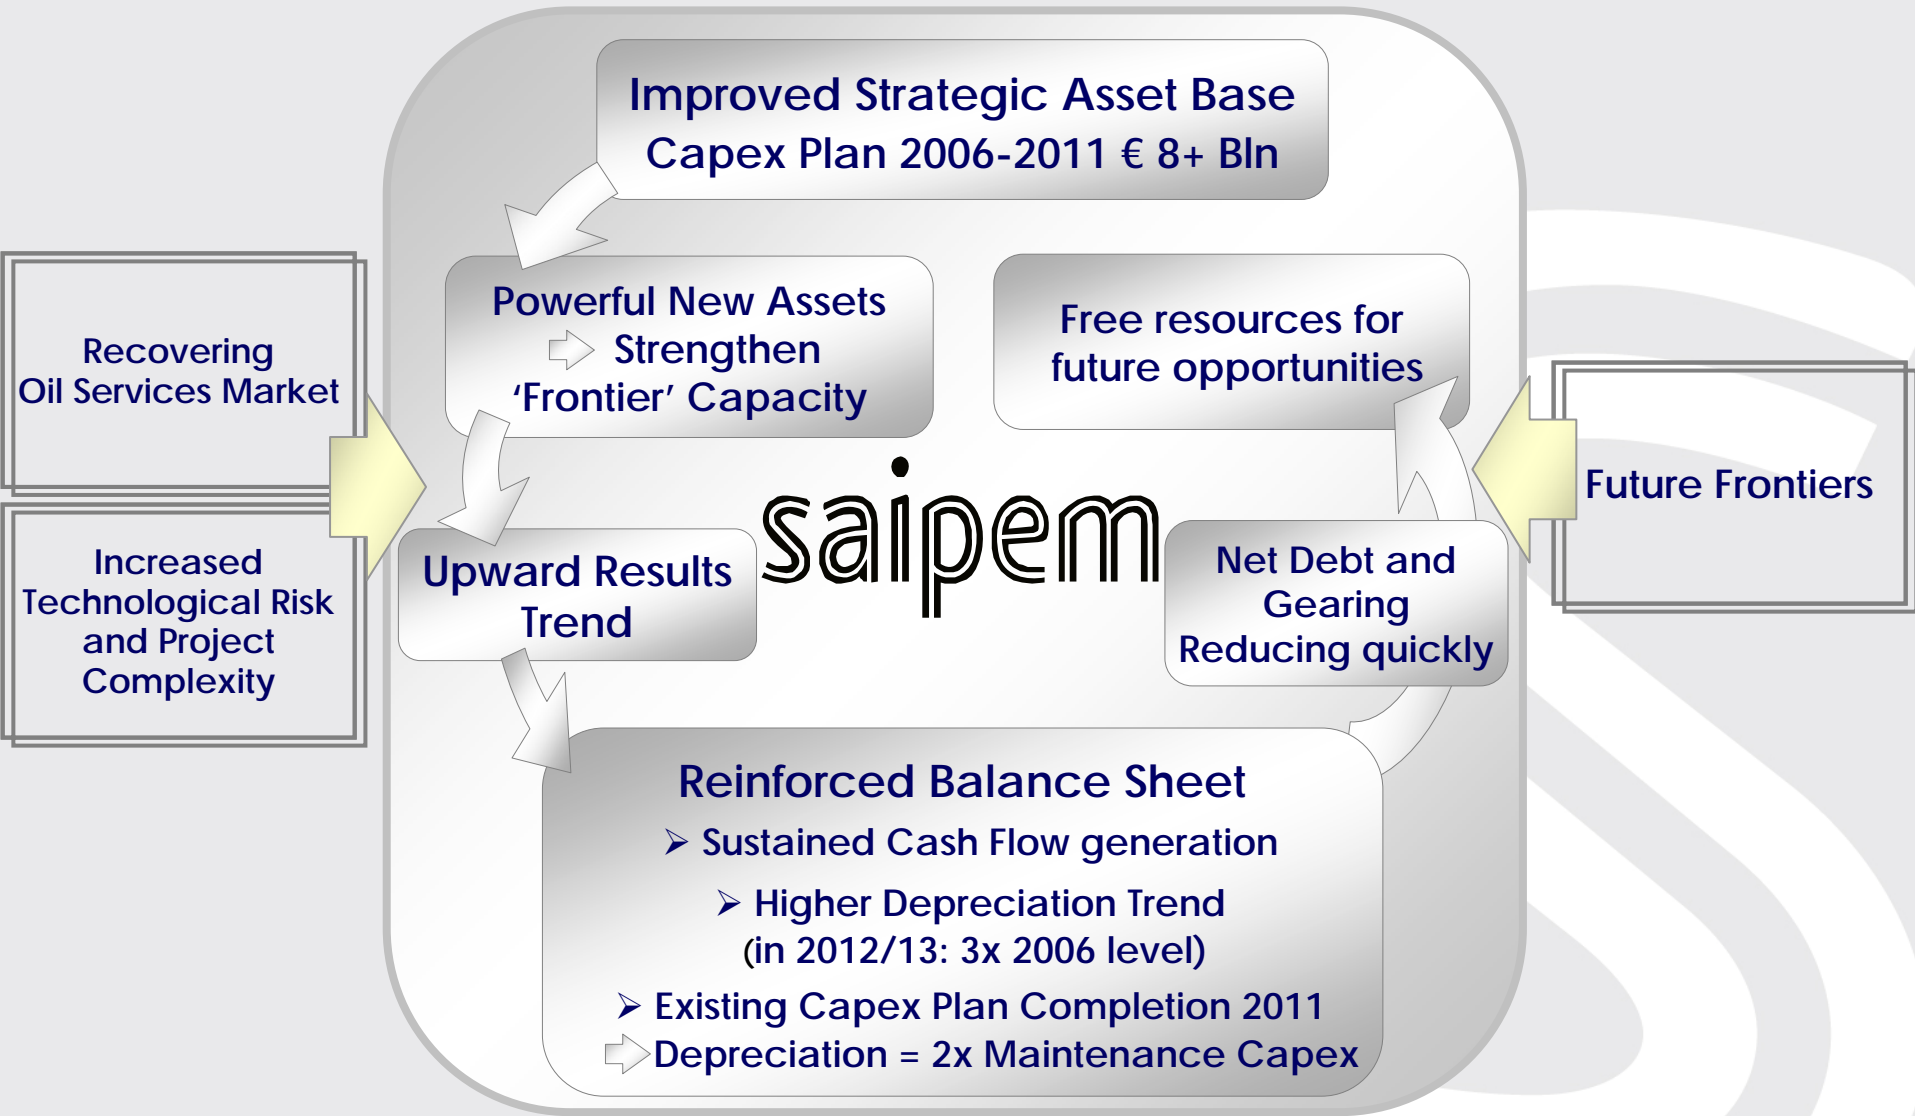 Improved Strategic Asset Base
Capex Plan 2006-2011 € 8+ Bln
Recovering
Oil Services Market
Increased
Technological Risk
and Project
Complexity
Powerful New Assets
Strengthen
‘Frontier’ Capacity
Upward Results
Trend
saipem
Reinforced Balance Sheet
➢ Sustained Cash Flow generation
➢ Higher Depreciation Trend
(in 2012/13: 3x 2006 level)
➢ Existing Capex Plan Completion 2011
Depreciation = 2x Maintenance Capex
Net Debt and
Gearing
Reducing quickly
Free resources for
future opportunities
Future Frontiers